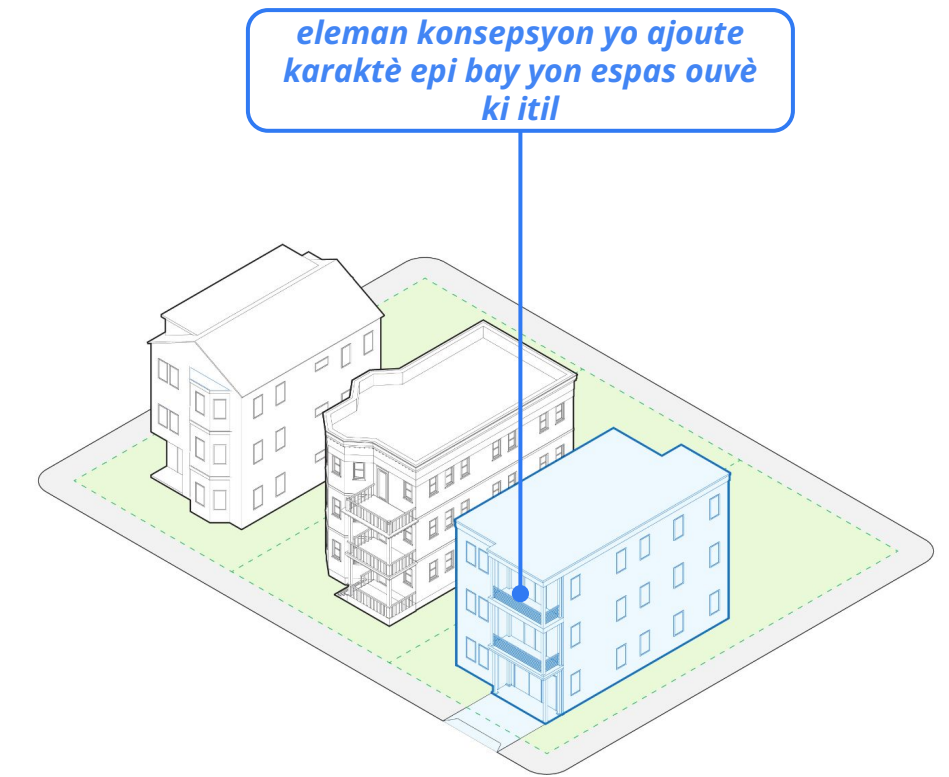 eleman konsepsyon yo ajoute
karaktè epi bay yon espas ouvè
ki itil